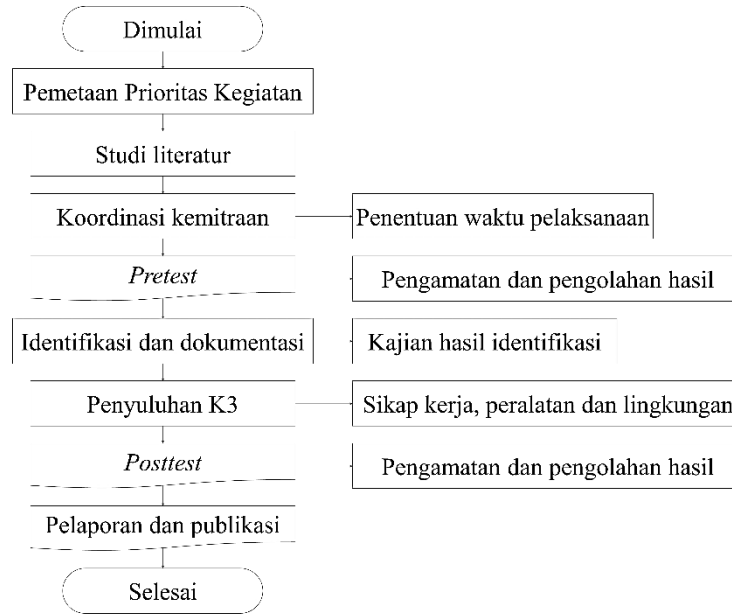 Dimulai
Pemetaan Prioritas Kegiatan
Studi literatur
Koordinasi kemitraan
Penentuan waktu pelaksanaan
Pretest
Pengamatan dan pengolahan hasil
Identifikasi dan dokumentasi
Kajian hasil identifikasi
Penyuluhan K3
Sikap kerja, peralatan dan lingkungan
Posttest
Pengamatan dan pengolahan hasil
Pelaporan dan publikasi
Selesai